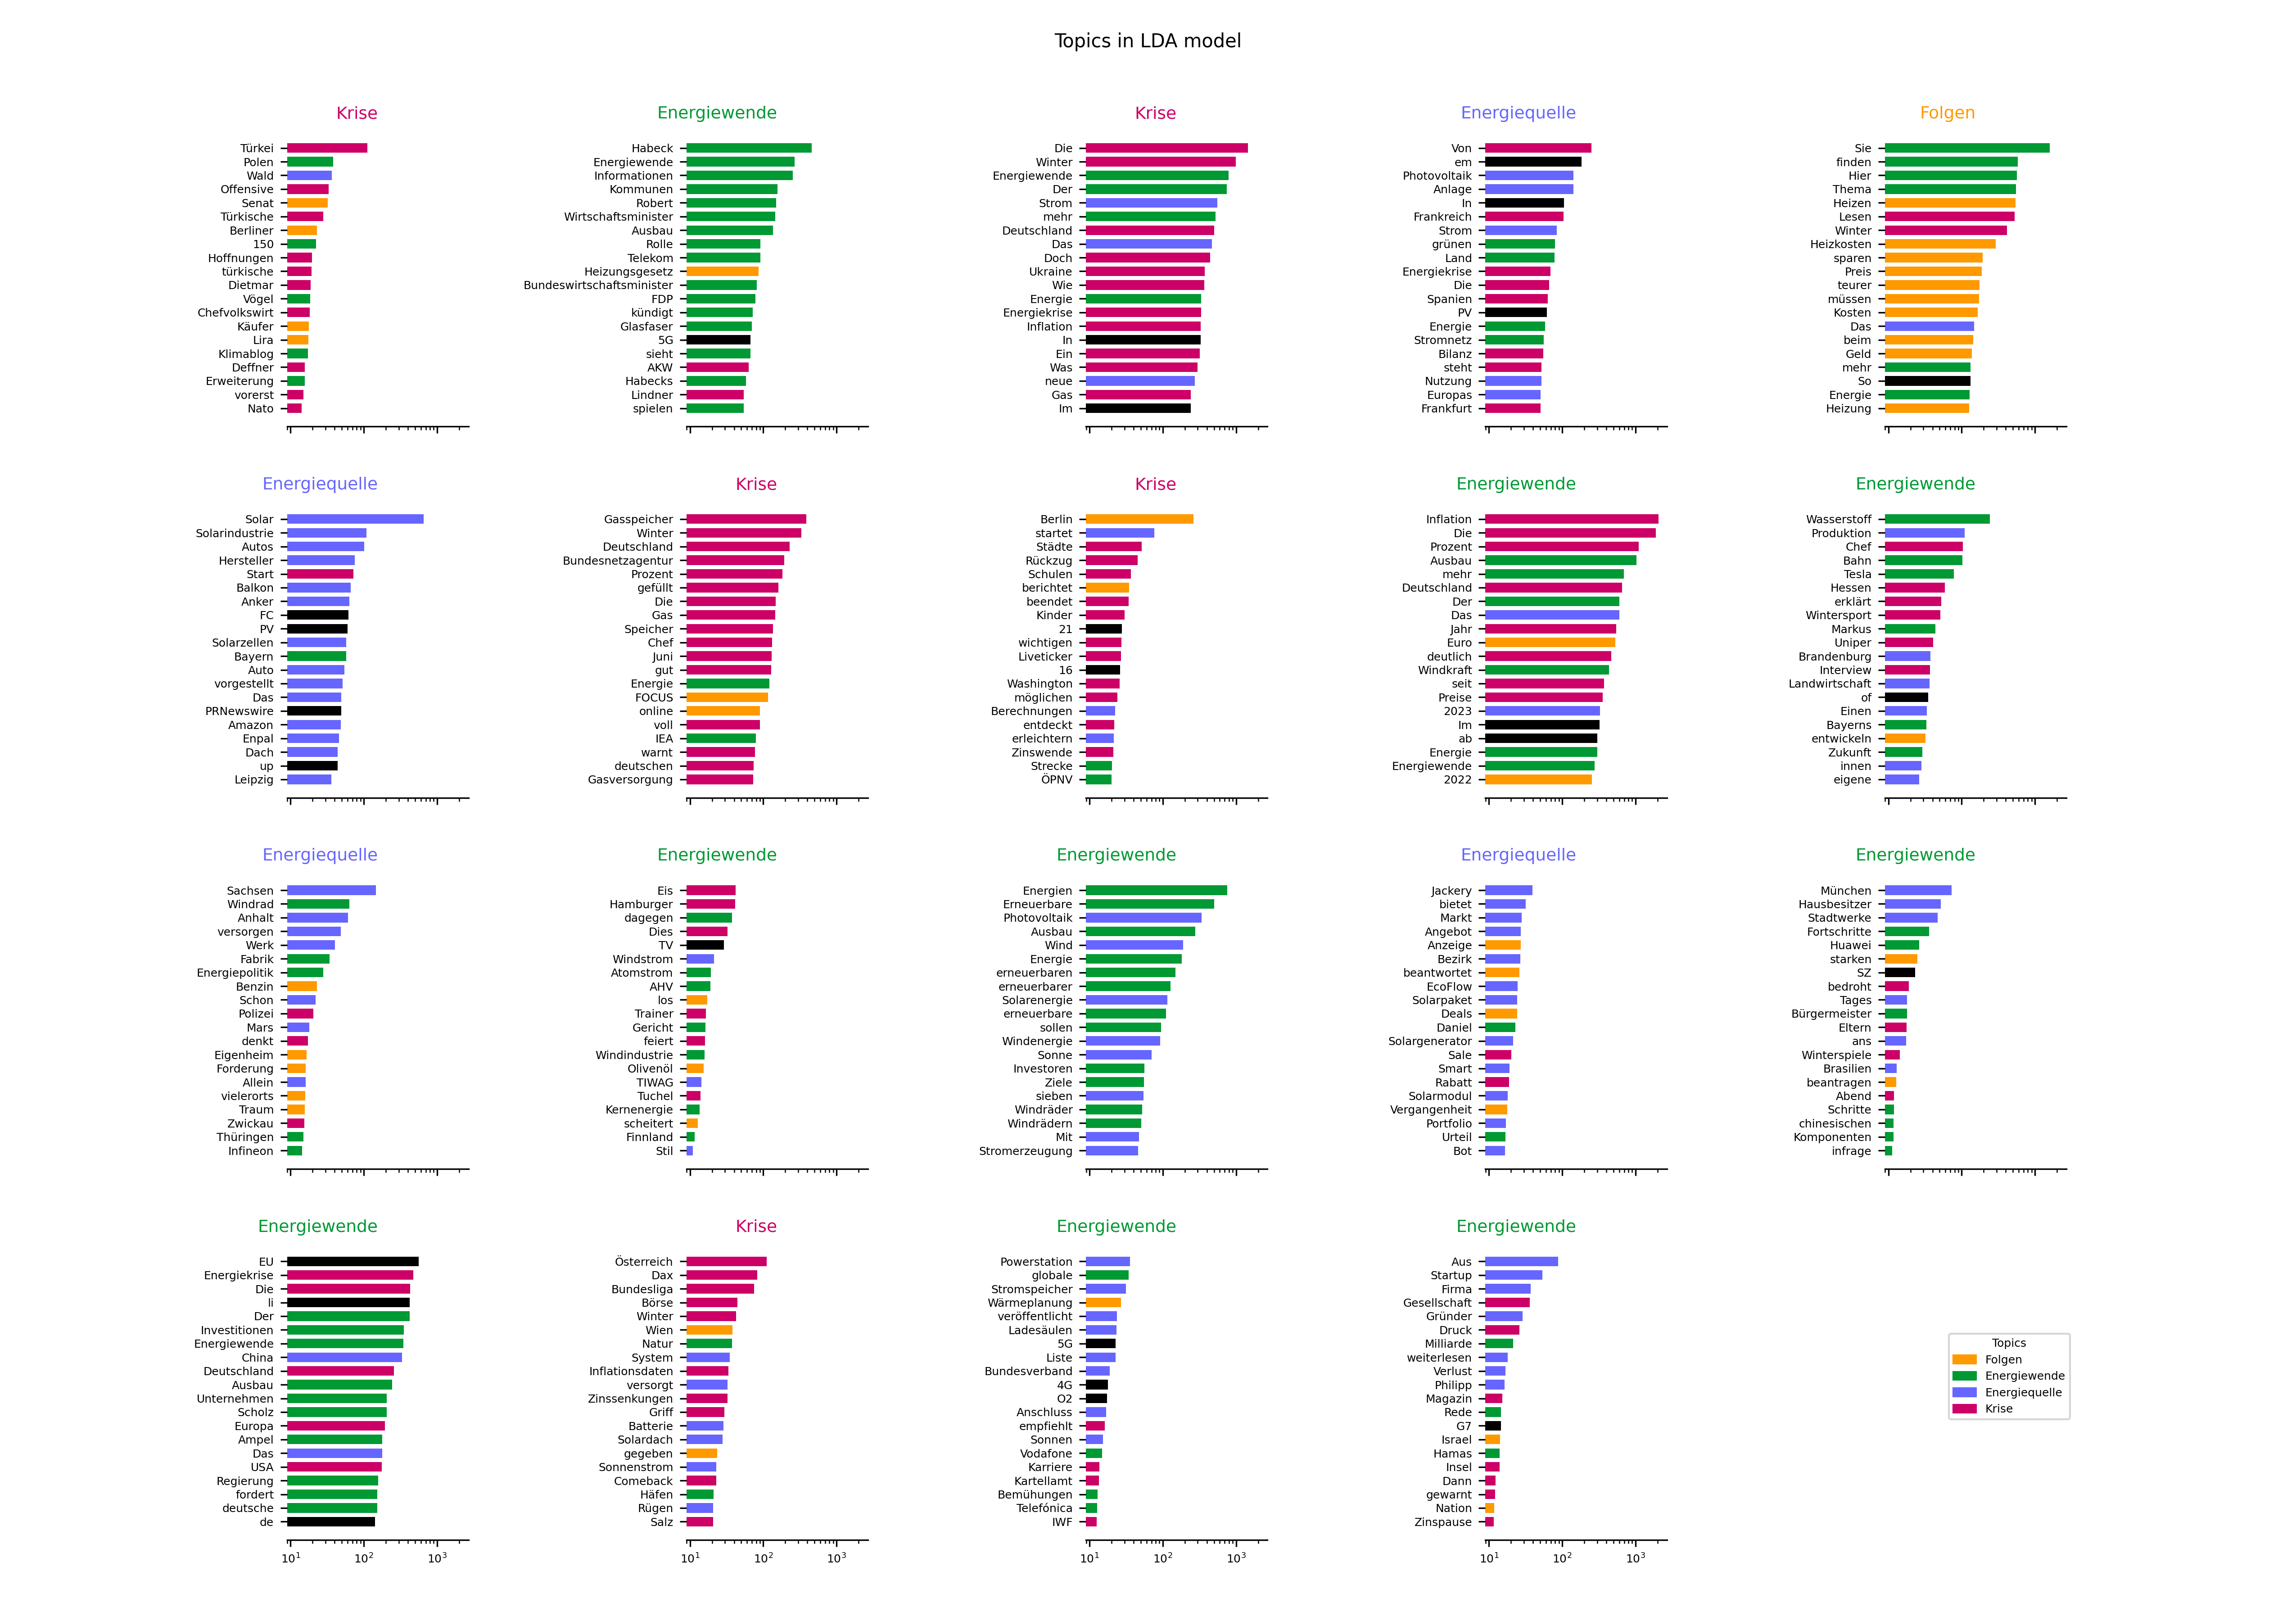 Topics in LDA model
Krise
Türkei
Polen
Wald
Offensive
Senat
Türkische
Berliner
150
Hoffnungen
türkische
Dietmar
Vögel
Chefvolkswirt
Käufer
Lira
Klimablog
Deffner
Erweiterung
vorerst
Nato
Energiewende
Habeck
Energiewende
Informationen
Kommunen
Robert
Wirtschaftsminister
Ausbau
Rolle
Telekom
Heizungsgesetz
Bundeswirtschaftsminister
FDP
kündigt
Glasfaser
5G
sieht
AKW
Habecks
Lindner
spielen
Krise
Die
Winter
Energiewende
Der
Strom
mehr
Deutschland
Das
Doch
Ukraine
Wie
Energie
Energiekrise
Inflation
In
Ein
Was
neue
Gas
Im
Energiequelle
Von
em
Photovoltaik
Anlage
In
Frankreich
Strom
grünen
Land
Energiekrise
Die
Spanien
PV
Energie
Stromnetz
Bilanz
steht
Nutzung
Europas
Frankfurt
Folgen
Sie
finden
Hier
Thema
Heizen
Lesen
Winter
Heizkosten
sparen
Preis
teurer
müssen
Kosten
Das
beim
Geld
mehr
So
Energie
Heizung
Energiequelle
Solar
Solarindustrie
Autos
Hersteller
Start
Balkon
Anker
FC
PV
Solarzellen
Bayern
Auto
vorgestellt
Das
PRNewswire
Amazon
Enpal
Dach
up
Leipzig
Krise
Gasspeicher
Winter
Deutschland
Bundesnetzagentur
Prozent
gefüllt
Die
Gas
Speicher
Chef
Juni
gut
Energie
FOCUS
online
voll
IEA
warnt
deutschen
Gasversorgung
Krise
Berlin
startet
Städte
Rückzug
Schulen
berichtet
beendet
Kinder
21
wichtigen
Liveticker
16
Washington
möglichen
Berechnungen
entdeckt
erleichtern
Zinswende
Strecke
ÖPNV
Energiewende
Inflation
Die
Prozent
Ausbau
mehr
Deutschland
Der
Das
Jahr
Euro
deutlich
Windkraft
seit
Preise
2023
Im
ab
Energie
Energiewende
2022
Energiewende
Wasserstoff
Produktion
Chef
Bahn
Tesla
Hessen
erklärt
Wintersport
Markus
Uniper
Brandenburg
Interview
Landwirtschaft
of
Einen
Bayerns
entwickeln
Zukunft
innen
eigene
Energiequelle
Sachsen
Windrad
Anhalt
versorgen
Werk
Fabrik
Energiepolitik
Benzin
Schon
Polizei
Mars
denkt
Eigenheim
Forderung
Allein
vielerorts
Traum
Zwickau
Thüringen
Infineon
Energiewende
Eis
Hamburger
dagegen
Dies
TV
Windstrom
Atomstrom
AHV
los
Trainer
Gericht
feiert
Windindustrie
Olivenöl
TIWAG
Tuchel
Kernenergie
scheitert
Finnland
Stil
Energiewende
Energien
Erneuerbare
Photovoltaik
Ausbau
Wind
Energie
erneuerbaren
erneuerbarer
Solarenergie
erneuerbare
sollen
Windenergie
Sonne
Investoren
Ziele
sieben
Windräder
Windrädern
Mit
Stromerzeugung
Energiequelle
Jackery
bietet
Markt
Angebot
Anzeige
Bezirk
beantwortet
EcoFlow
Solarpaket
Deals
Daniel
Solargenerator
Sale
Smart
Rabatt
Solarmodul
Vergangenheit
Portfolio
Urteil
Bot
Energiewende
München
Hausbesitzer
Stadtwerke
Fortschritte
Huawei
starken
SZ
bedroht
Tages
Bürgermeister
Eltern
ans
Winterspiele
Brasilien
beantragen
Abend
Schritte
chinesischen
Komponenten
infrage
Energiewende
EU
Energiekrise
Die
li
Der
Investitionen
Energiewende
China
Deutschland
Ausbau
Unternehmen
Scholz
Europa
Ampel
Das
USA
Regierung
fordert
deutsche
de
10¹ 10² 10³
Krise
Österreich
Dax
Bundesliga
Börse
Winter
Wien
Natur
System
Inflationsdaten
versorgt
Zinssenkungen
Griff
Batterie
Solardach
gegeben
Sonnenstrom
Comeback
Häfen
Rügen
Salz
10¹ 10² 10³
Energiewende
Powerstation
globale
Stromspeicher
Wärmeplanung
veröffentlicht
Ladesäulen
5G
Liste
Bundesverband
4G
O2
Anschluss
empfiehlt
Sonnen
Vodafone
Karriere
Kartellamt
Bemühungen
Telefónica
IWF
10¹ 10² 10³
Energiewende
Aus
Startup
Firma
Gesellschaft
Gründer
Druck
Milliarde
weiterlesen
Verlust
Philipp
Magazin
Rede
G7
Israel
Hamas
Insel
Dann
gewarnt
Nation
Zinspause
10¹ 10² 10³
Topics
Folgen
Energiewende
Energiequelle
Krise